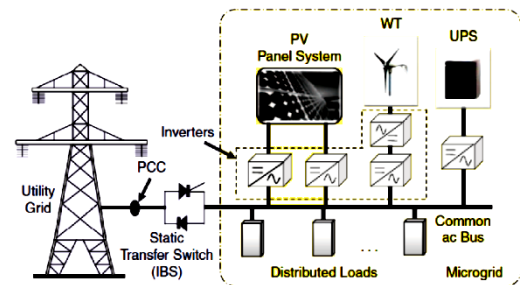 WT
PV
Panel System
UPS
Inverters
PCC
Utility
Grid
Static
Transfer Switch
(IBS)
Common
ac Bus
...
Distributed Loads
Microgrid